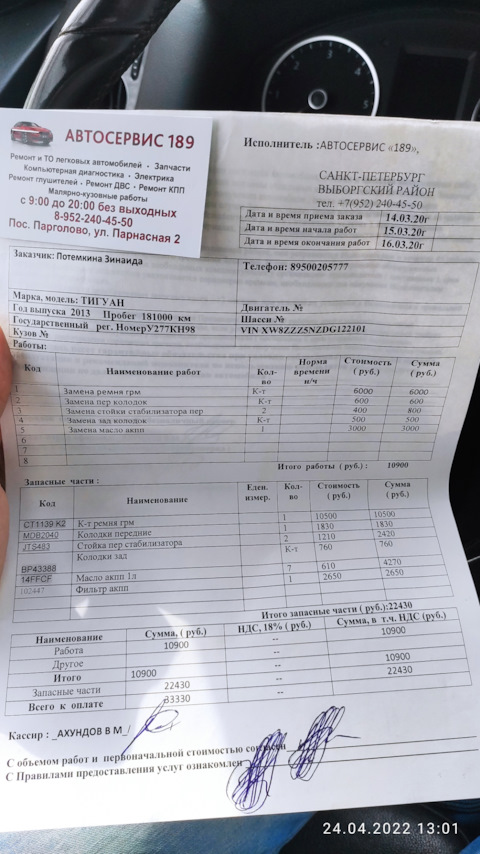 2
3
4
5
АВТОСЕРВИС 189
Ремонт и ТО легковых автомобилей · Запчасти
Компьютерная диагностика · Электрика
Ремонт глушителей · Ремонт ДВС · Ремонт КПП
Малярно-кузовные работы
с 9:00 до 20:00 без выходных
8-952-240-45-50
Пос. Парголово, ул. Парнасная 2
Исполнитель :АВТОСЕРВИС «189»,
САНКТ-ПЕТЕРБУРГ
ВЫБОРГСКИЙ РАЙОН
тел. +7(952) 240-45-50
Дата и время приема заказа 14.03.20г
Дата и время начала работ 15.03.20г
Дата и время окончания работ 16.03.20г
Заказчик: Потемкина Зинаида
Телефон: 89500205777
Марка, модель: ТИГУАН
Год выпуска 2013 Пробег 181000 км Двигатель №
Государственный рег. НомерУ277КН98 Шасси №
Кузов № VIN XW8ZZZ5NZDG122101
Работы:
Код Наименование работ Кол-во Норма времени н/ч Стоимость ( руб.) Сумма ( руб.)
1 Замена ремня грм К-т 6000 6000
2 Замена пер колодок К-т 600 600
3 Замена стойки стабилизатора пер 2 400 800
4 Замена зад колодок К-т 500 500
5 Замена масло акпп 1 3000 3000
6
7
8
Итого работы ( руб.) : 10900
Запасные части :
Код Наименование Еден. измер. Кол-во Стоимость ( руб.) Сумма ( руб.)
CT1139 K2 К-т ремня грм 1 10500 10500
MDB2040 Колодки передние 1 1830 1830
JTS483 Стойка пер стабилизатора 2 1210 2420
Колодки зад К-т 760 760
BP43388
14FFCF Масло акпп 1л 7 610 4270
102447 Фильтр акпп 1 2650 2650
Итого запасные части ( руб.):22430
Наименование Сумма, ( руб.) НДС, 18% ( руб.) Сумма, в т.ч. НДС (руб.)
Работа 10900 -- 10900
Другое --
Итого 10900 -- 10900
Запасные части 22430 -- 22430
Всего к оплате 33330 --
Кассир : _АХУНДОВ В М_/
С объемом работ и первоначальной стоимостью согласен
С Правилами предоставления услуг ознакомлен
24.04.2022 13:01